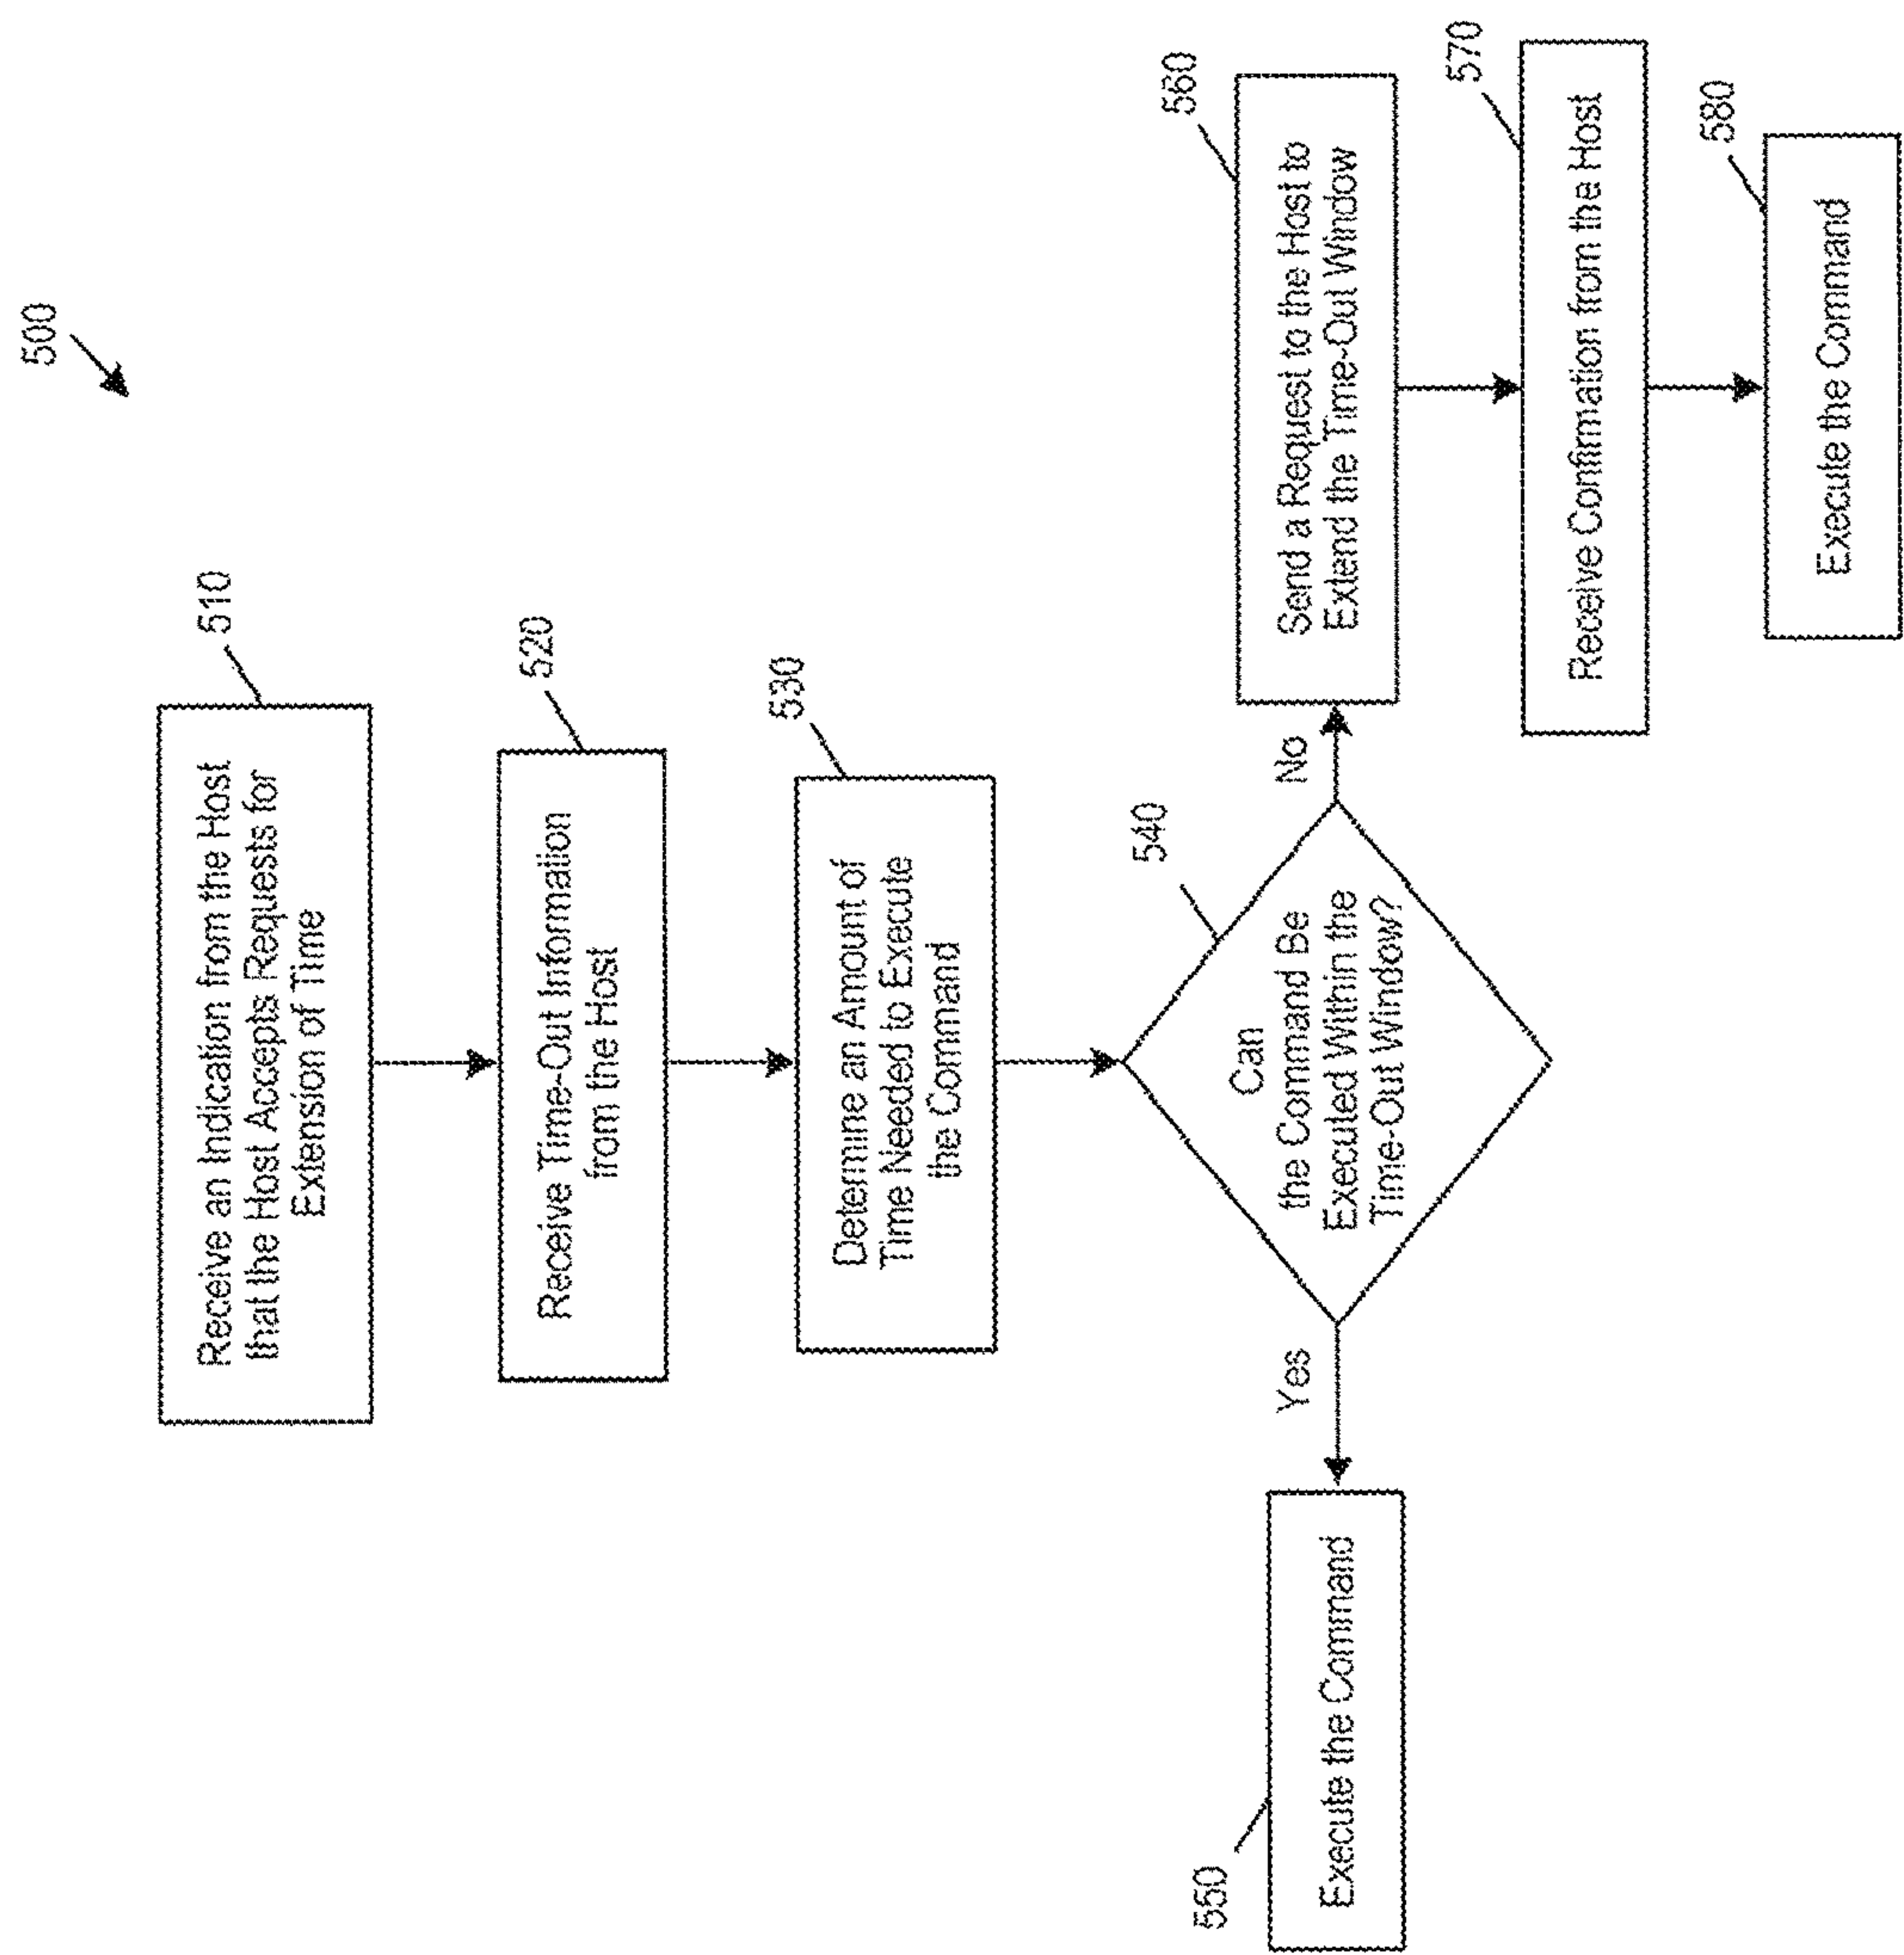 500
510
Receive an Indication from the Host
that the Host Accepts Requests for
Extension of Time
520
Receive Time-Out Information
from the Host
530
Determine an Amount of
Time Needed to Execute
the Command
540
Can
the Command Be
Executed Within the
Time-Out Window?
Yes
No
550
Execute the Command
560
Send a Request to the Host to
Extend the Time-Out Window
570
Receive Confirmation from the Host
580
Execute the Command